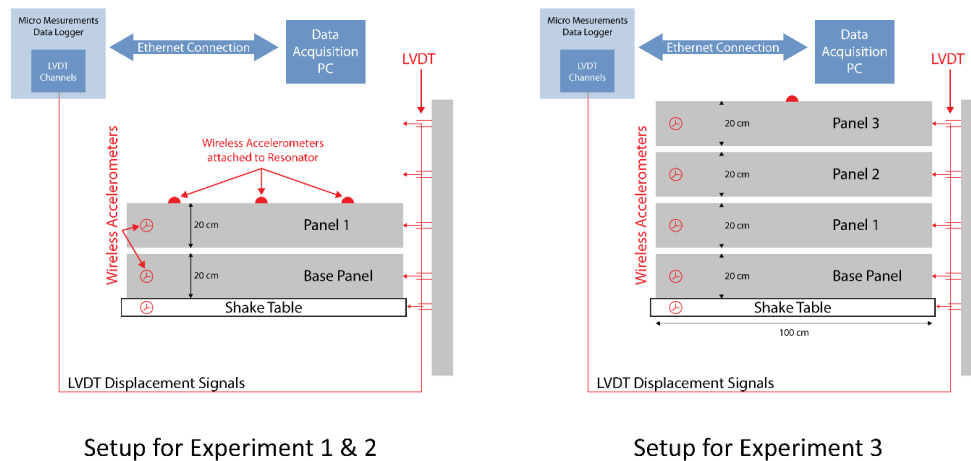 Micro Mesurements
Data Logger
LVDT
Channels
Ethernet Connection
Data
Acquisition
PC
LVDT
Wireless Accelerometers
Wireless Accelerometers
attached to Resonator
20 cm
Panel 1
20 cm
Base Panel
Shake Table
LVDT Displacement Signals
Setup for Experiment 1 & 2
Micro Mesurements
Data Logger
LVDT
Channels
Ethernet Connection
Data
Acquisition
PC
LVDT
Wireless Accelerometers
20 cm
Panel 3
20 cm
Panel 2
20 cm
Panel 1
20 cm
Base Panel
Shake Table
100 cm
LVDT Displacement Signals
Setup for Experiment 3